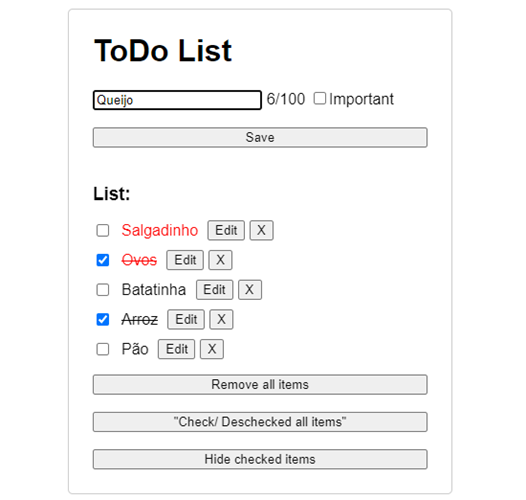 ToDo List
Queijo 6/100 Important
Save
List:
Salgadinho Edit X
Ovos Edit X
Batatinha Edit X
Arroz Edit X
Pão Edit X
Remove all items
"Check/ Deschecked all items"
Hide checked items